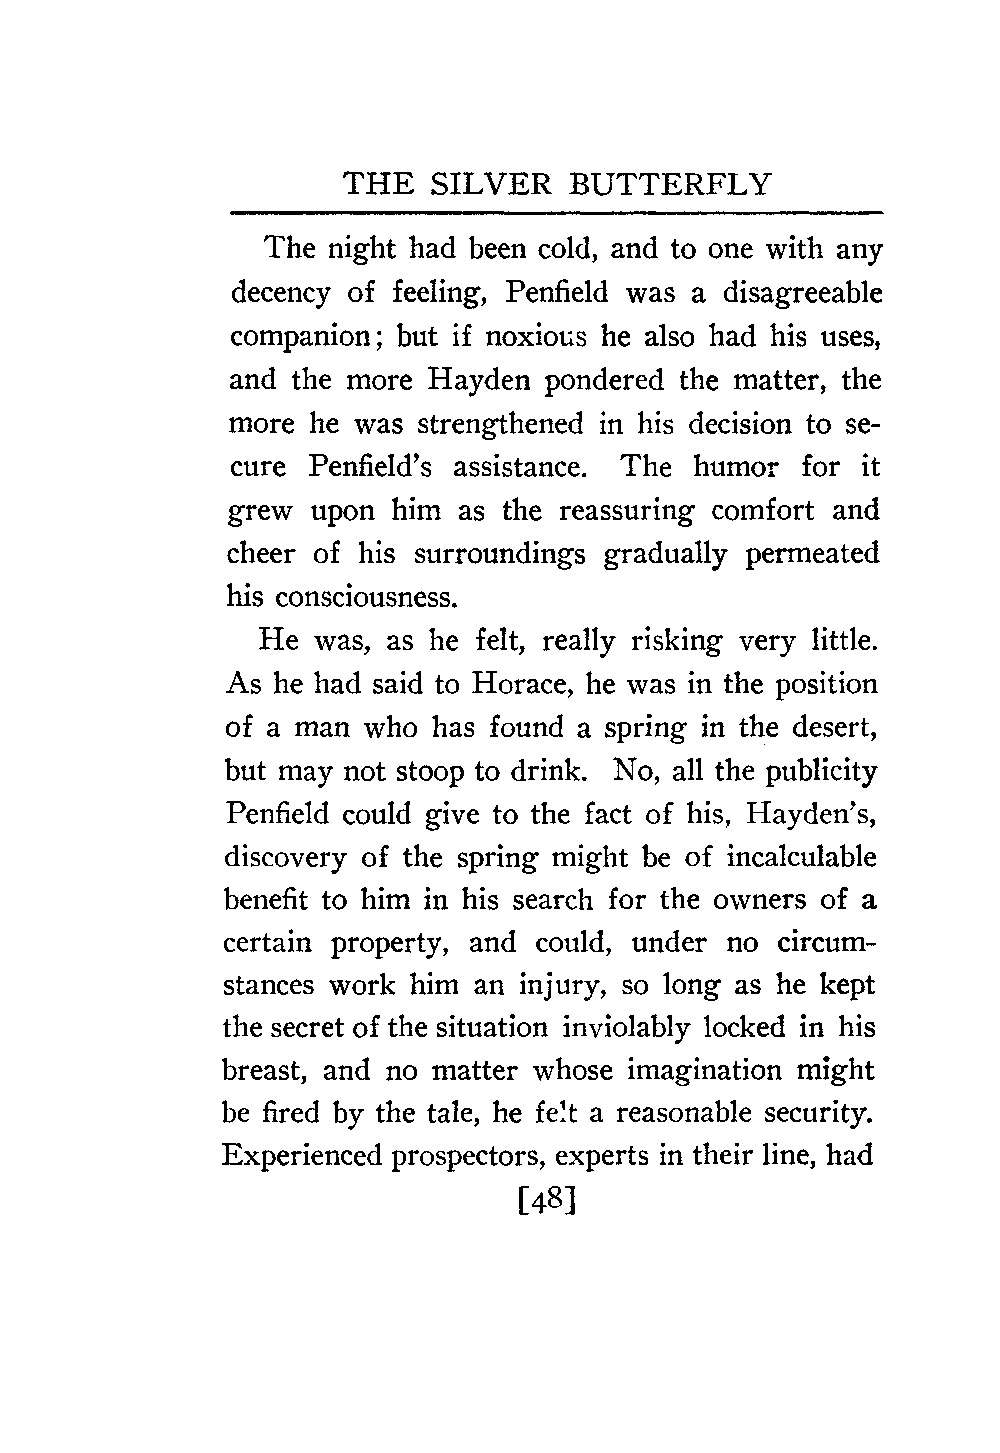 THE SILVER BUTTERFLY
The night had been cold, and to one with any
decency of feeling, Penfield was a disagreeable
companion; but if noxious he also had his uses,
and the more Hayden pondered the matter, the
more he was strengthened in his decision to se-
cure Penfield's assistance. The humor for it
grew upon him as the reassuring comfort and
cheer of his surroundings gradually permeated
his consciousness.
He was, as he felt, really risking very little.
As he had said to Horace, he was in the position
of a man who has found a spring in the desert,
but may not stoop to drink. No, all the publicity
Penfield could give to the fact of his, Hayden's,
discovery of the spring might be of incalculable
benefit to him in his search for the owners of a
certain property, and could, under no circum-
stances work him an injury, so long as he kept
the secret of the situation inviolably locked in his
breast, and no matter whose imagination might
be fired by the tale, he felt a reasonable security.
Experienced prospectors, experts in their line, had
[48]